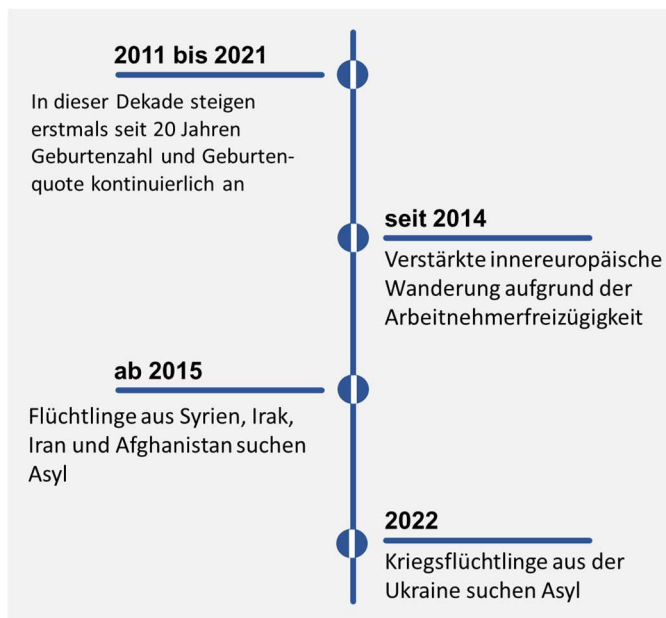 2011 bis 2021
In dieser Dekade steigen
erstmals seit 20 Jahren
Geburtenzahl und Geburten-
quote kontinuierlich an
seit 2014
Verstärkte innereuropäische
Wanderung aufgrund der
Arbeitnehmerfreizügigkeit
ab 2015
Flüchtlinge aus Syrien, Irak,
Iran und Afghanistan suchen
Asyl
2022
Kriegsflüchtlinge aus der
Ukraine suchen Asyl